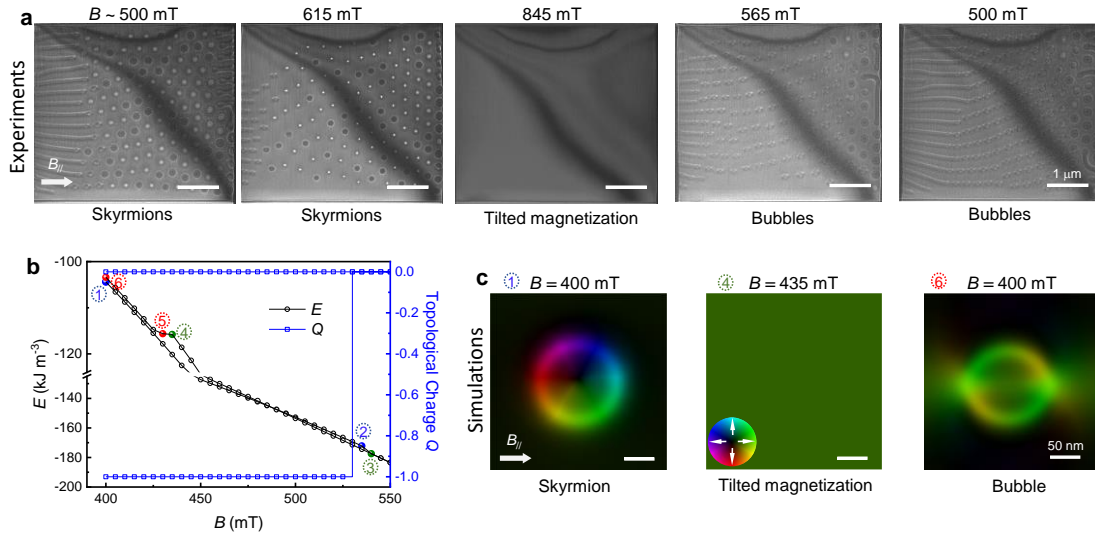 a
B ~ 500 mT
615 mT
845 mT
565 mT
500 mT
Experiments
B//
1 μm
Skyrmions
Skyrmions
Tilted magnetization
Bubbles
Bubbles
b
-100
-120
-160
-180
-200
E (kJ m-3)
400
450
500
550
B (mT)
0.0
-0.2
-0.4
-0.6
-0.8
-1.0
Topological Charge Q
E
Q
1
6
5
4
2
3
c
Simulations
1 B = 400 mT
4 B = 435 mT
6 B = 400 mT
B//
50 nm
Skyrmion
Tilted magnetization
Bubble